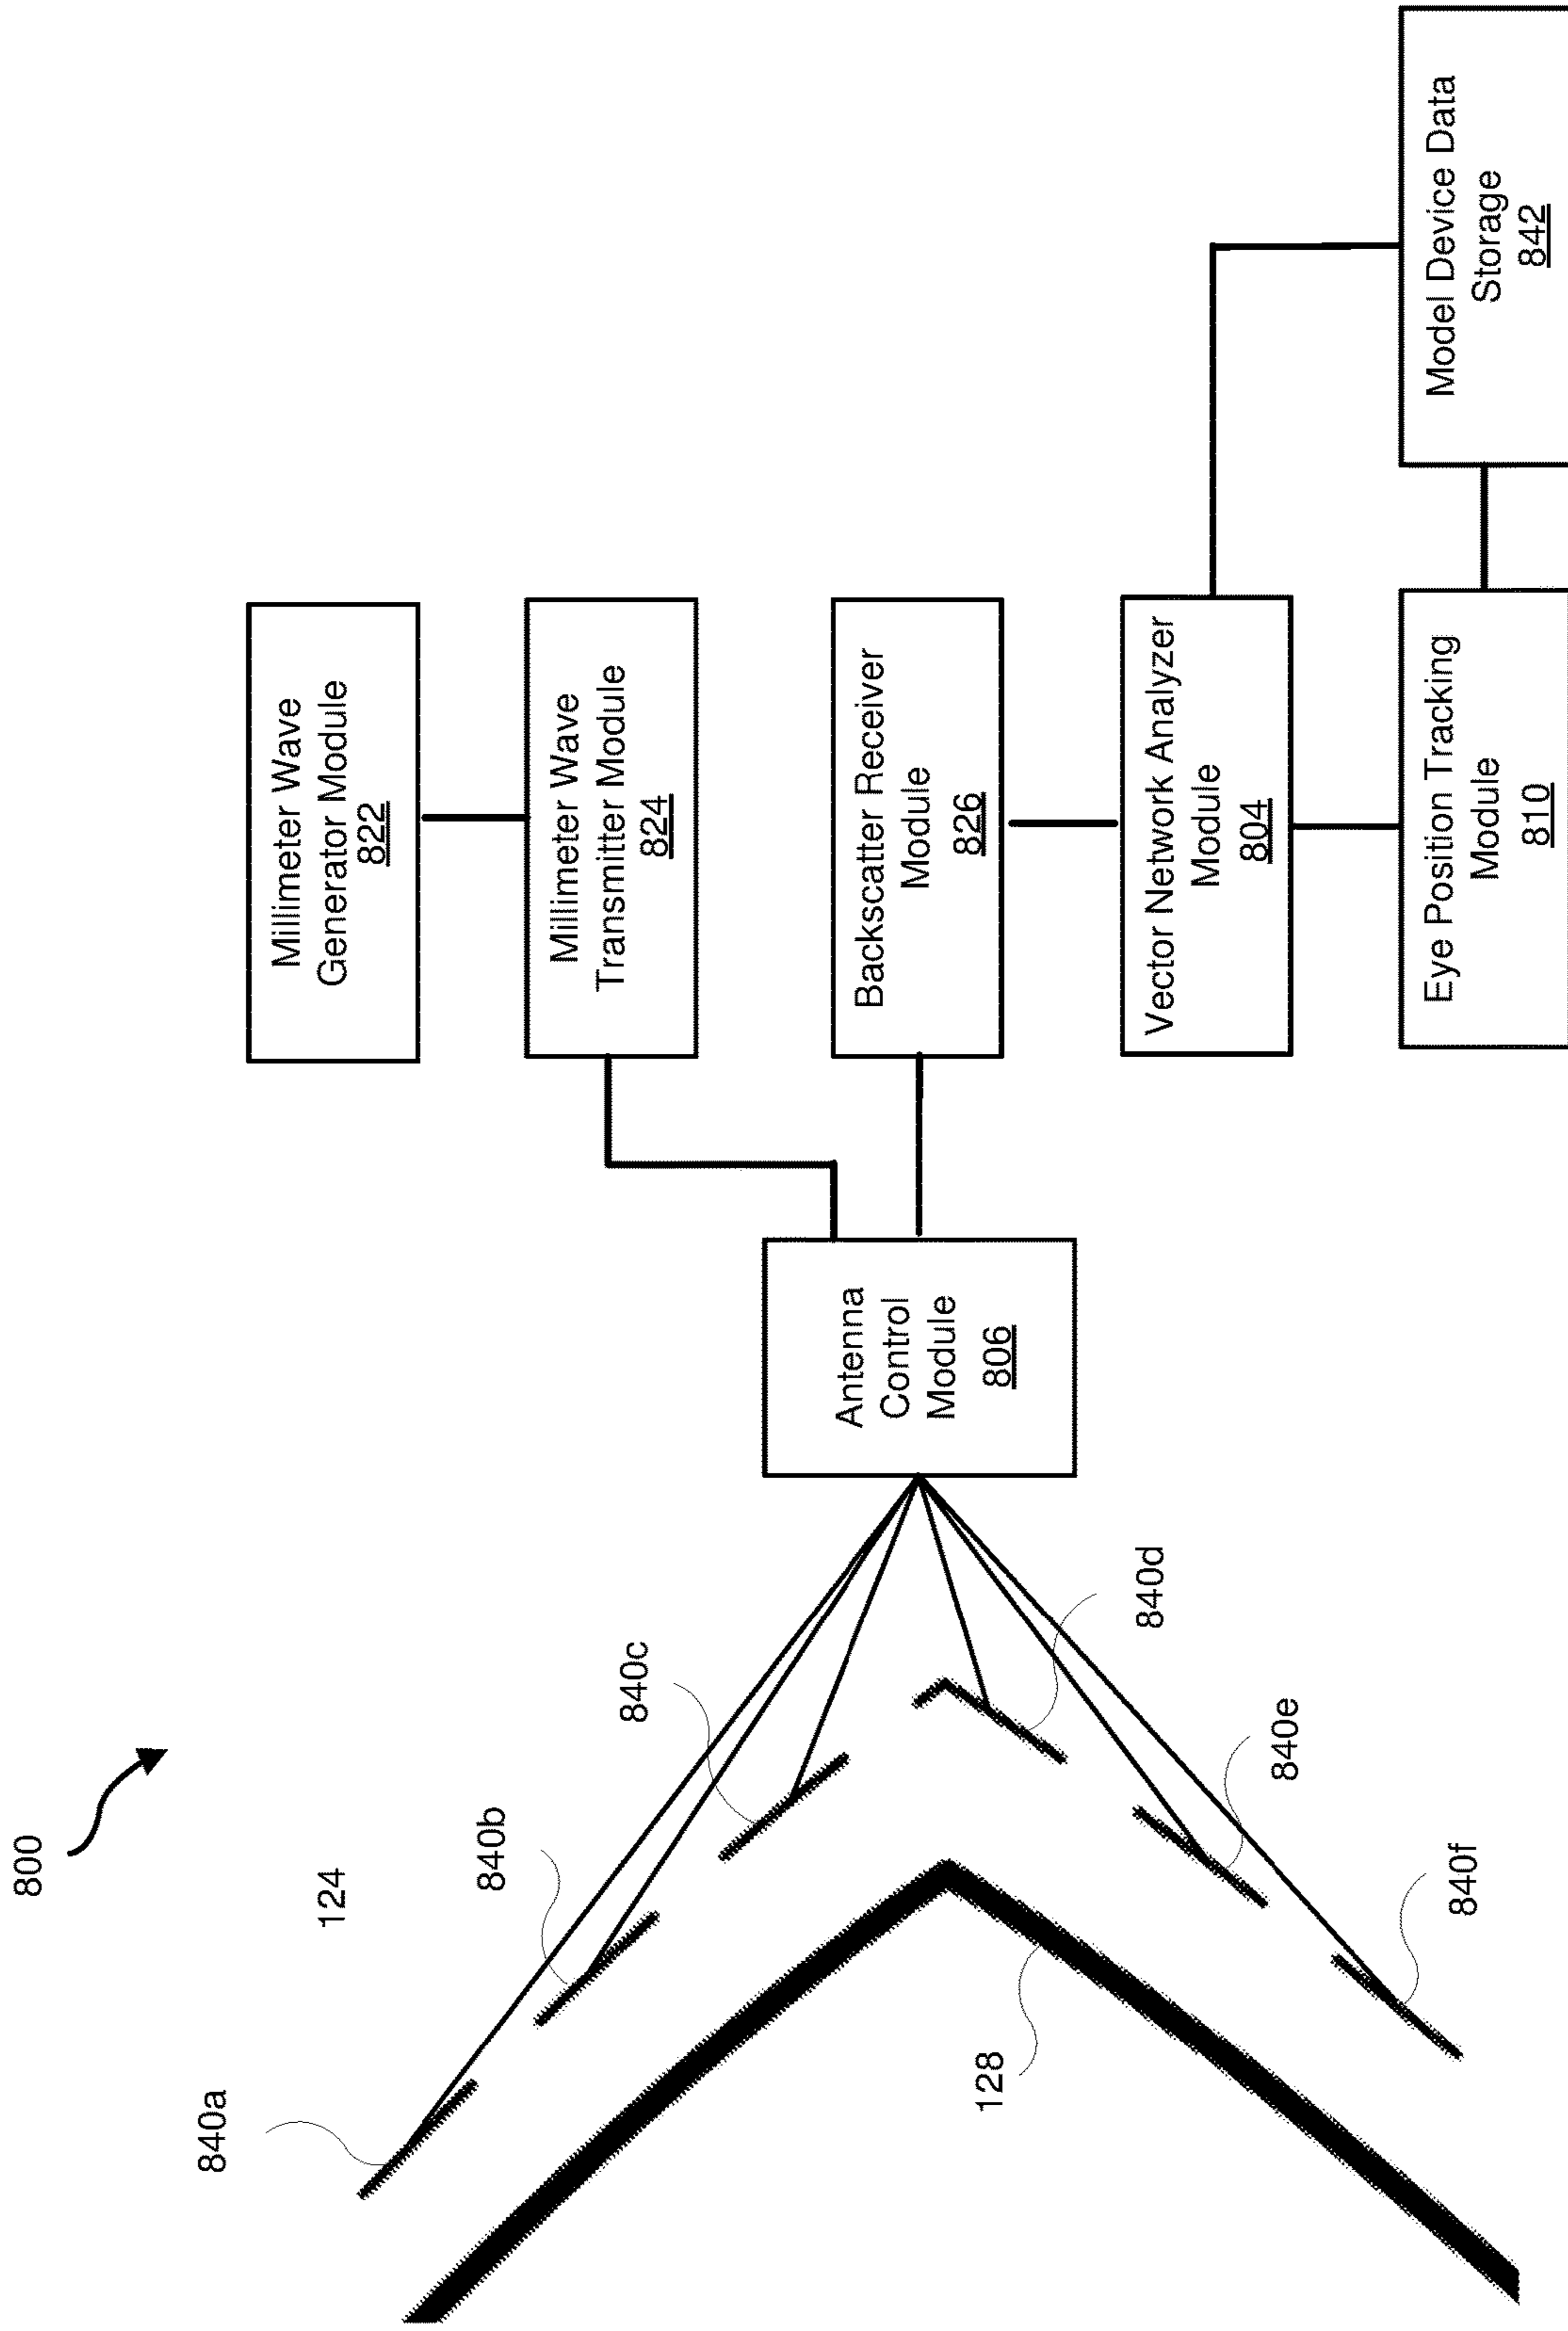 800
124
840a
840b
840c
840d
840e
840f
128
Antenna
Control
Module
806
Millimeter Wave
Generator Module
822
Millimeter Wave
Transmitter Module
824
Backscatter Receiver
Module
826
Vector Network Analyzer
Module
804
Eye Position Tracking
Module
810
Model Device Data
Storage
842